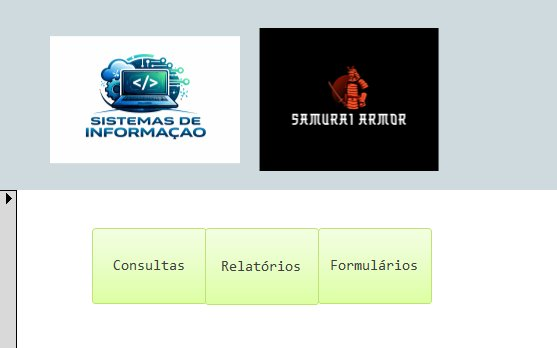 </>
SISTEMAS DE
INFORMAÇAO
SAMURAI ARMOR
Consultas
Relatórios
Formulários